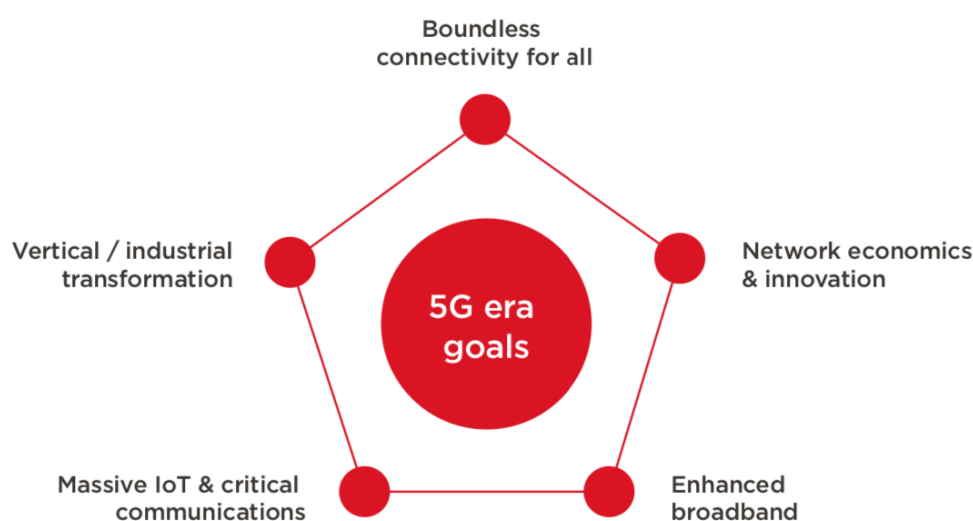 Boundless
connectivity for all
Vertical / industrial
transformation
Network economics
& innovation
5G era
goals
Massive IoT & critical
communications
Enhanced
broadband